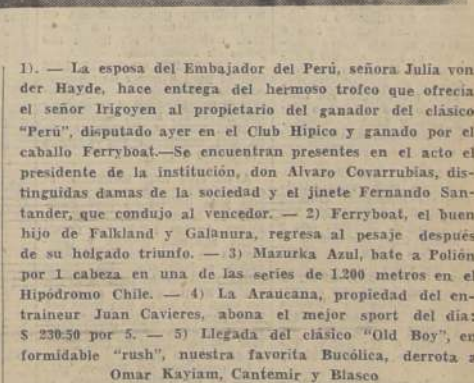 1). — La esposa del Embajador del Perú, señora Julia von
der Hayde, hace entrega del hermoso trofeo que ofrecía
el señor Irigoyen al propietario del ganador del clásico
"Perú", disputado ayer en el Club Hípico y ganado por el
caballo Ferryboat.—Se encuentran presentes en el acto el
presidente de la institución, don Alvaro Covarrubias, dis-
tinguidas damas de la sociedad y el jinete Fernando San-
tander, que condujo al vencedor. — 2) Ferryboat, el buen
hijo de Falkland y Galanura, regresa al pesaje después
de su holgado triunfo. — 3) Mazurka Azul, bate a Polión
por 1 cabeza en una de las series de 1.200 metros en el
Hipódromo Chile. — 4) La Araucana, propiedad del en-
traineur Juan Cavieres, abona el mejor sport del día:
$ 230.50 por 5. — 5) Llegada del clásico "Old Boy", en
formidable "rush", nuestra favorita Bucólica, derrota a
Omar Kayiam, Cantemir y Blasco